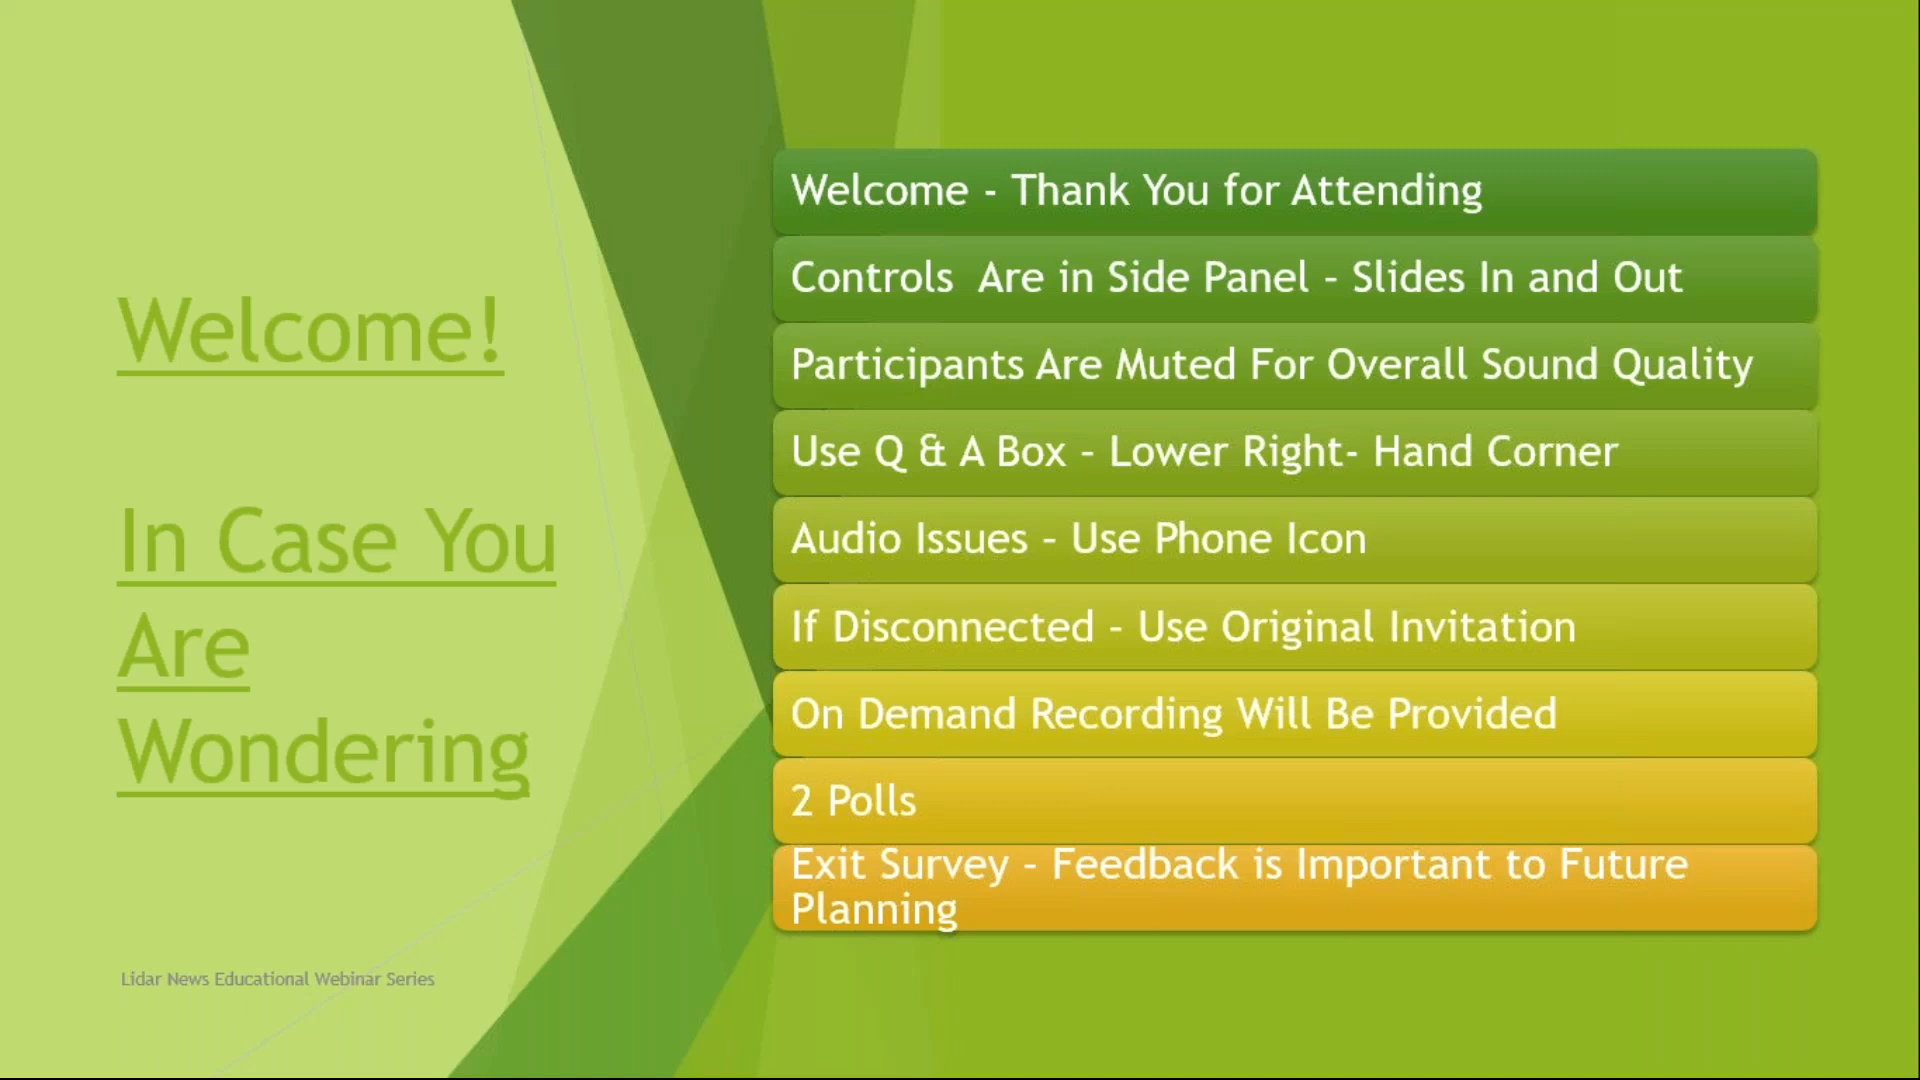 Welcome!
In Case You
Are
Wondering
Welcome - Thank You for Attending
Controls  Are in Side Panel – Slides In and Out
Participants Are Muted For Overall Sound Quality
Use Q & A Box – Lower Right- Hand Corner
Audio Issues – Use Phone Icon
If Disconnected – Use Original Invitation
On Demand Recording Will Be Provided
2 Polls
Exit Survey – Feedback is Important to Future
Planning
Lidar News Educational Webinar Series